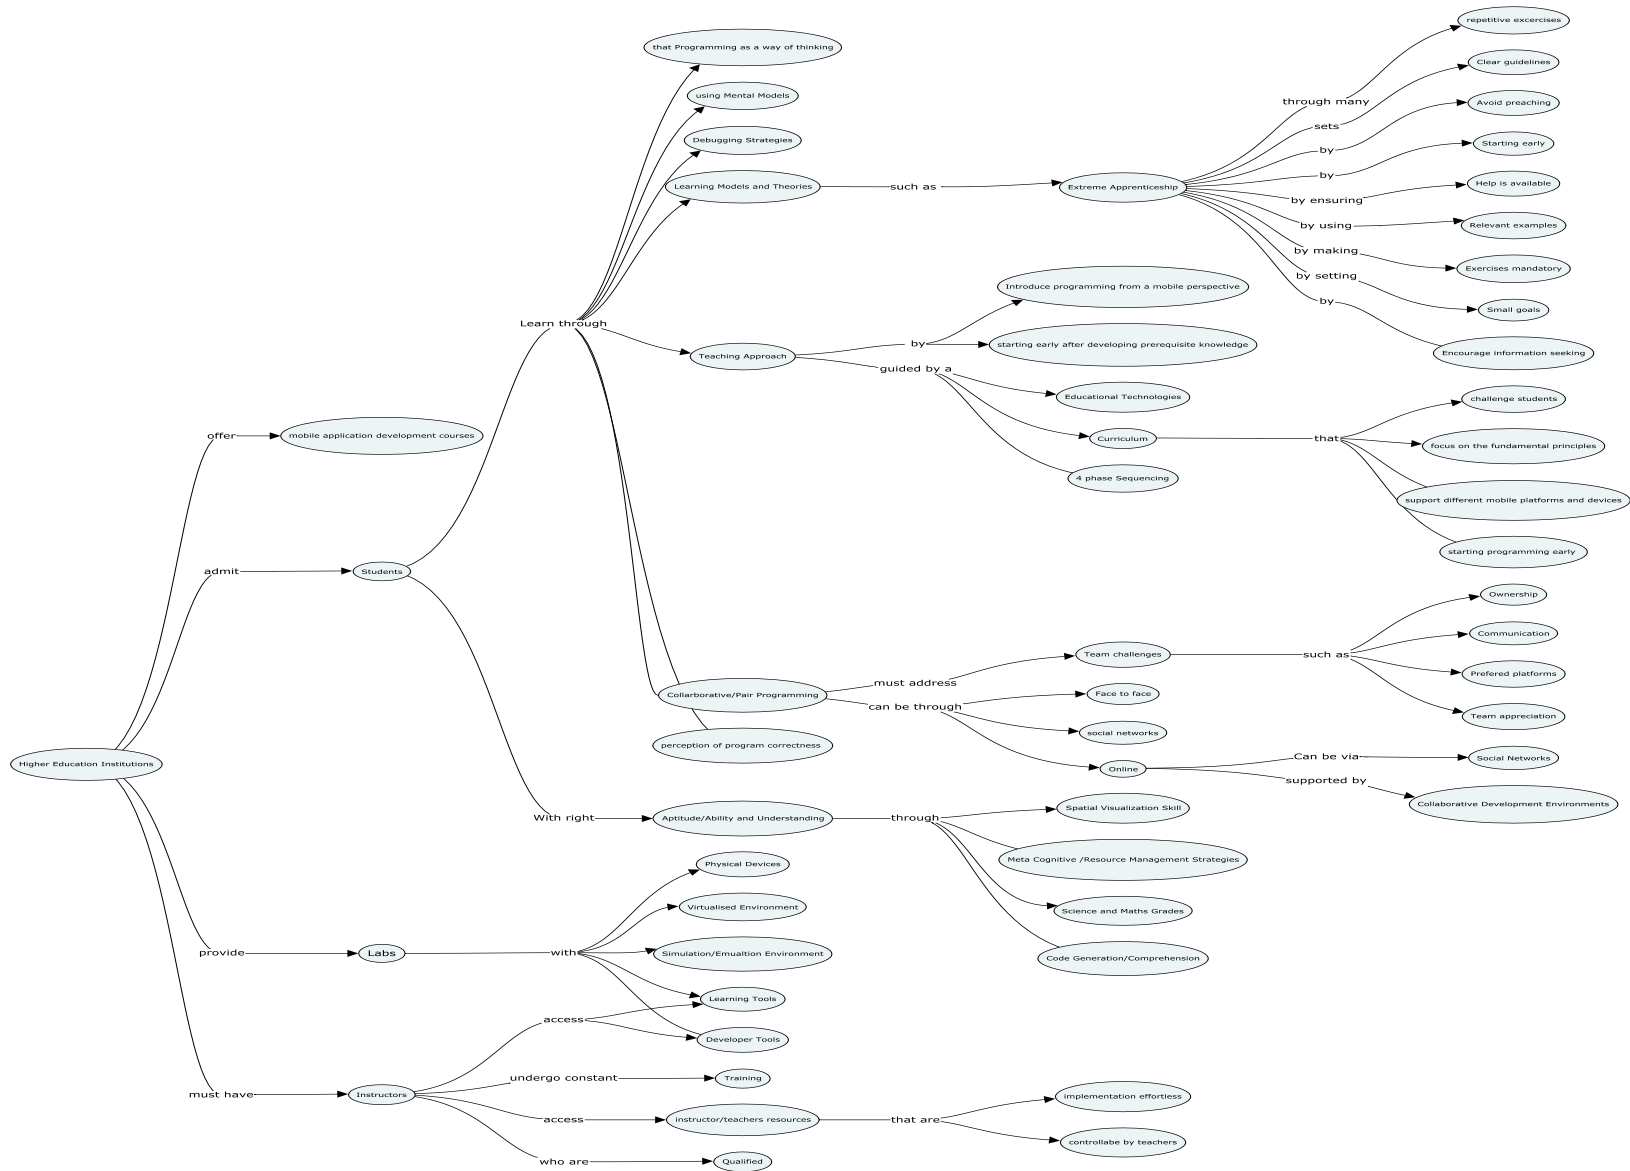 Higher Education Institutions
offer
mobile application development courses
admit
Students
Learn through
that Programming as a way of thinking
using Mental Models
Debugging Strategies
Learning Models and Theories
such as
Extreme Apprenticeship
through many
repetitive excercises
sets
Clear guidelines
by
Avoid preaching
by
Starting early
by ensuring
Help is available
by using
Relevant examples
by making
Exercises mandatory
by setting
Small goals
by
Encourage information seeking
Teaching Approach
by
Introduce programming from a mobile perspective
starting early after developing prerequisite knowledge
guided by a
Educational Technologies
Curriculum
that
challenge students
focus on the fundamental principles
support different mobile platforms and devices
starting programming early
4 phase Sequencing
Collarborative/Pair Programming
must address
Team challenges
such as
Ownership
Communication
Prefered platforms
Team appreciation
can be through
Face to face
social networks
Online
Can be via
Social Networks
supported by
Collaborative Development Environments
perception of program correctness
With right
Aptitude/Ability and Understanding
through
Spatial Visualization Skill
Meta Cognitive /Resource Management Strategies
Science and Maths Grades
Code Generation/Comprehension
provide
Labs
with
Physical Devices
Virtualised Environment
Simulation/Emualtion Environment
Learning Tools
Developer Tools
must have
Instructors
access
undergo constant
Training
access
instructor/teachers resources
that are
implementation effortless
controllabe by teachers
who are
Qualified